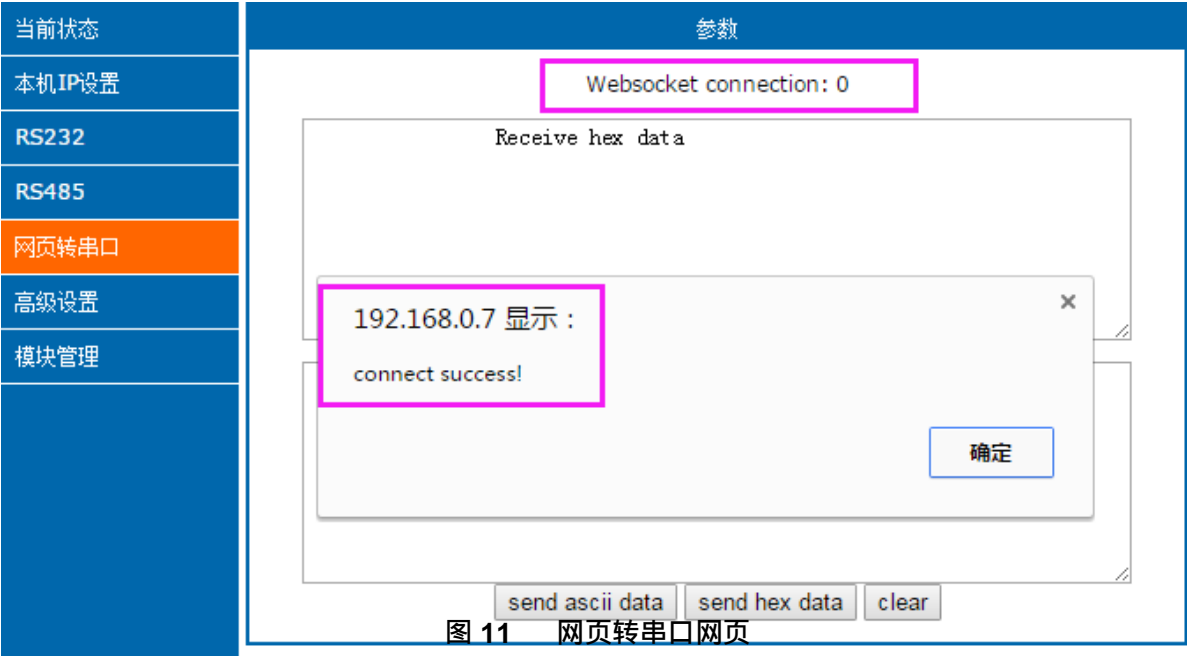 当前状态
本机IP设置
RS232
RS485
网页转串口
高级设置
模块管理
参数
Websocket connection: 0
Receive hex data
192.168.0.7 显示：
×
connect success!
确定
send ascii data send hex data clear
图 11 网页转串口网页